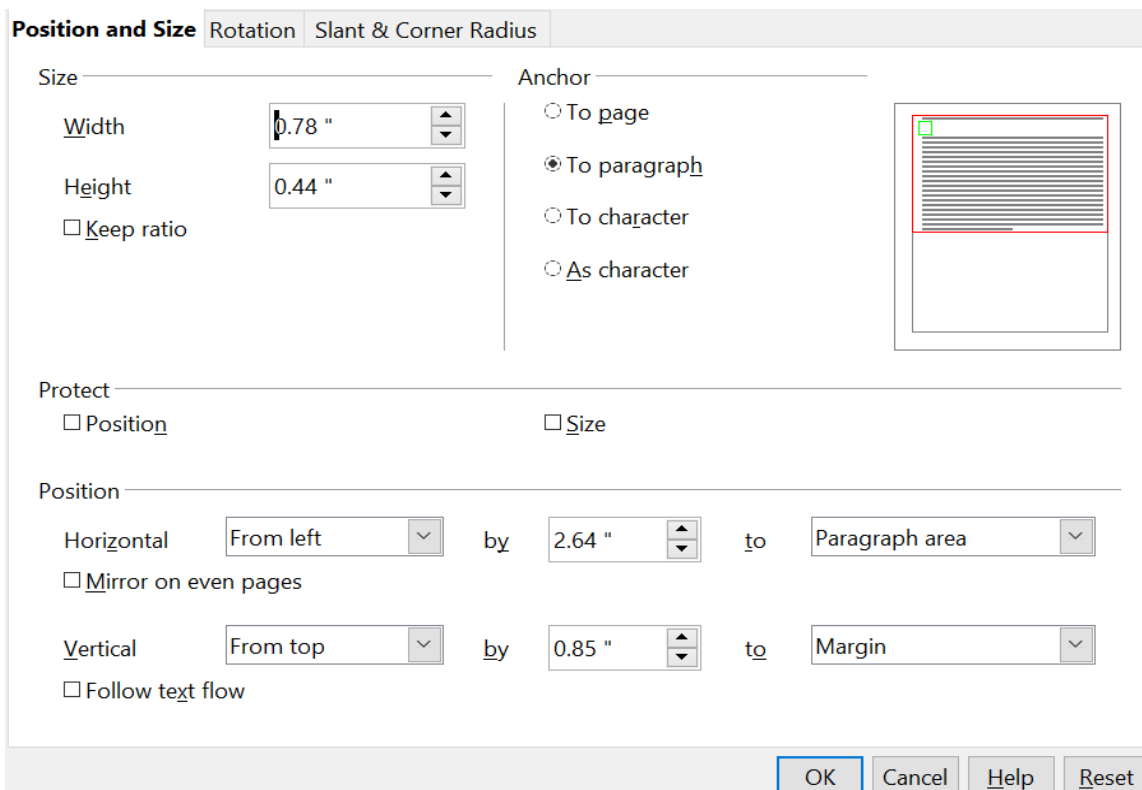 Position and Size Rotation Slant & Corner Radius
Size Anchor
Width 0.78 " To page
Height 0.44 " To paragraph
Keep ratio To character
As character
Protect
Position Size
Position
Horizontal From left by 2.64 " to Paragraph area
Mirror on even pages
Vertical From top by 0.85 " to Margin
Follow text flow
OK Cancel Help Reset